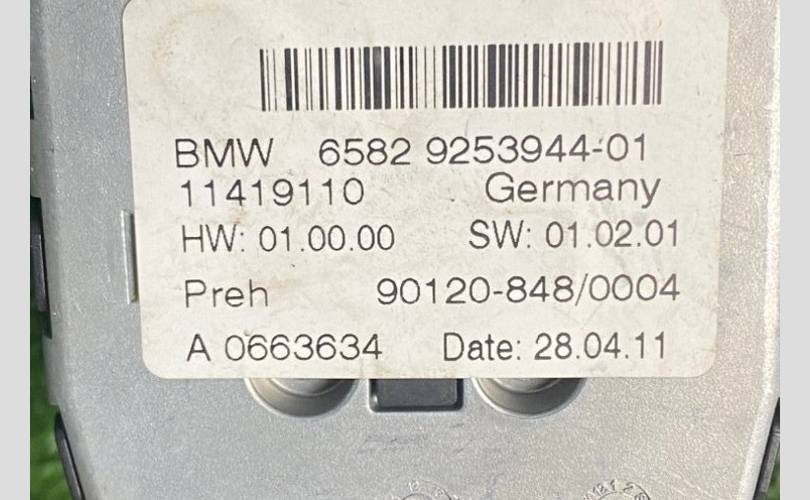 BMW 6582 9253944-01
11419110 Germany
HW: 01.00.00 SW: 01.02.01
Preh 90120-848/0004
A 0663634 Date: 28.04.11